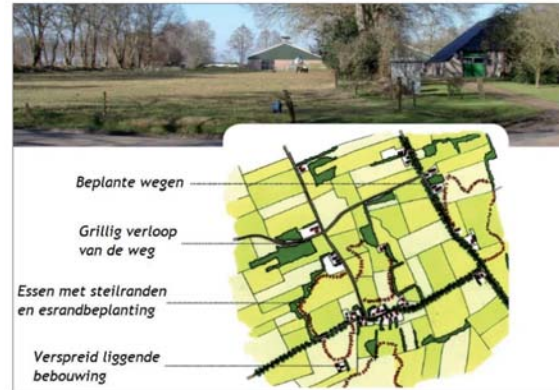 Beplante wegen
Grillig verloop
van de weg
Essen met steilranden
en esrandbeplanting
Verspreid liggende
bebouwing